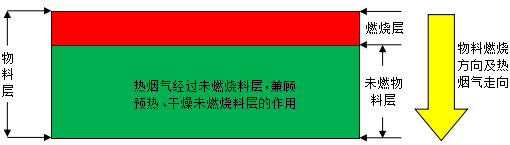 物
料
层
燃烧层
热烟气经过未燃烧料层，兼顾
预热、干燥未燃烧料层的作用
未燃物
料层
物料燃烧
方向及热
烟气走向